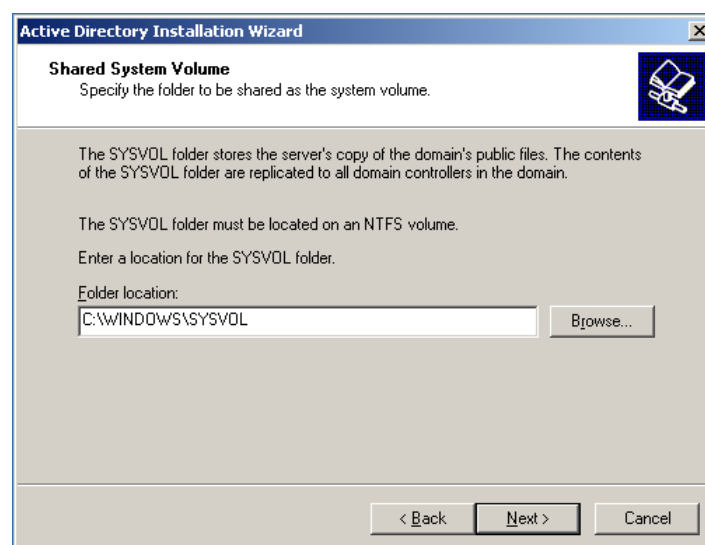 Active Directory Installation Wizard
Shared System Volume
Specify the folder to be shared as the system volume.
The SYSVOL folder stores the server's copy of the domain's public files. The contents
of the SYSVOL folder are replicated to all domain controllers in the domain.
The SYSVOL folder must be located on an NTFS volume.
Enter a location for the SYSVOL folder.
Folder location:
C:\WINDOWS\SYSVOL
Browse...
< Back
Next >
Cancel